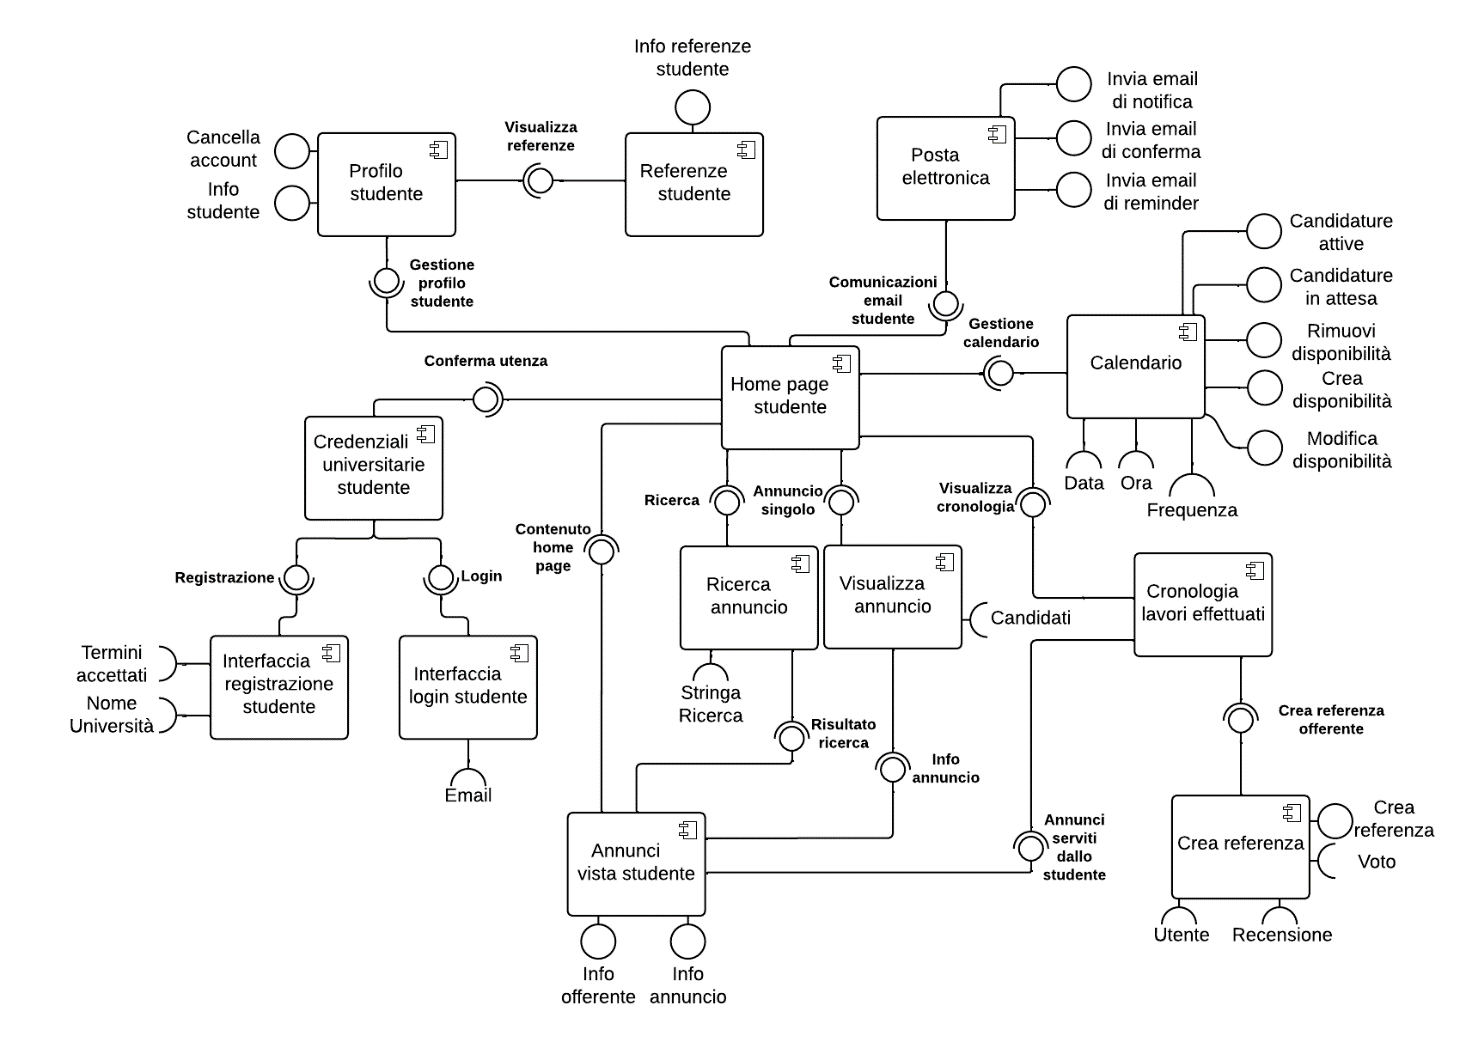 Info referenze
studente
Cancella
account
Info
studente
Profilo
studente
Visualizza
referenze
Referenze
studente
Posta
elettronica
Invia email
di notifica
Invia email
di conferma
Invia email
di reminder
Gestione
profilo
studente
Comunicazioni
email
studente
Gestione
calendario
Candidature
attive
Candidature
in attesa
Rimuovi
disponibilità
Crea
disponibilità
Modifica
disponibilità
Calendario
Data
Ora
Frequenza
Conferma utenza
Home page
studente
Credenziali
universitarie
studente
Contenuto
home
page
Ricerca
Annuncio
singolo
Visualizza
cronologia
Registrazione
Login
Ricerca
annuncio
Visualizza
annuncio
Candidati
Cronologia
lavori effettuati
Termini
accettati
Nome
Università
Interfaccia
registrazione
studente
Interfaccia
login studente
Email
Stringa
Ricerca
Risultato
ricerca
Info
annuncio
Crea referenza
offerente
Annunci
serviti
dallo
studente
Annunci
vista studente
Info
offerente
Info
annuncio
Crea referenza
Crea
referenza
Voto
Utente
Recensione